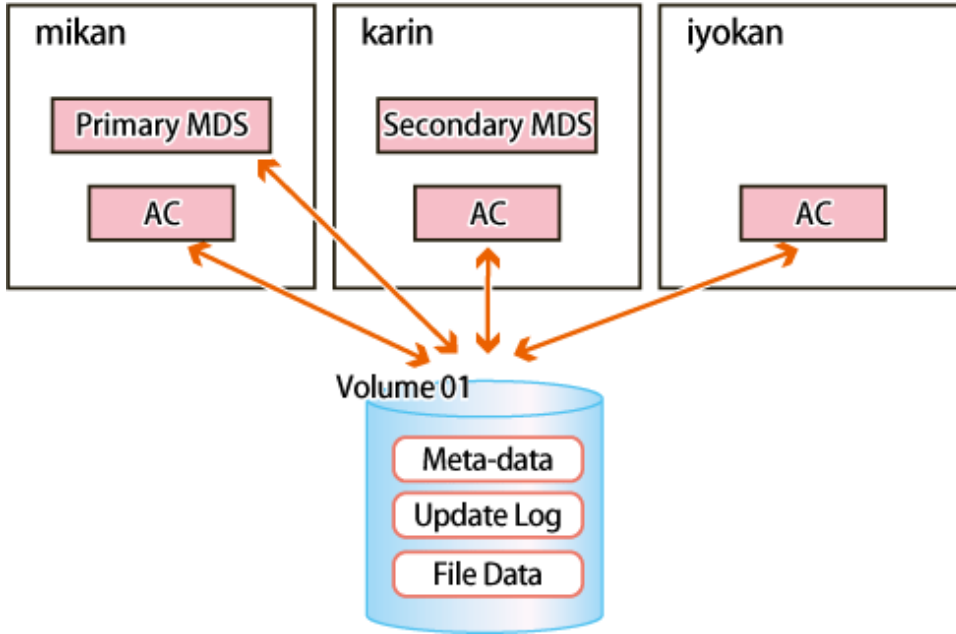 mikan
karin
iyokan
Primary MDS
Secondary MDS
AC
AC
AC
Volume 01
Meta-data
Update Log
File Data